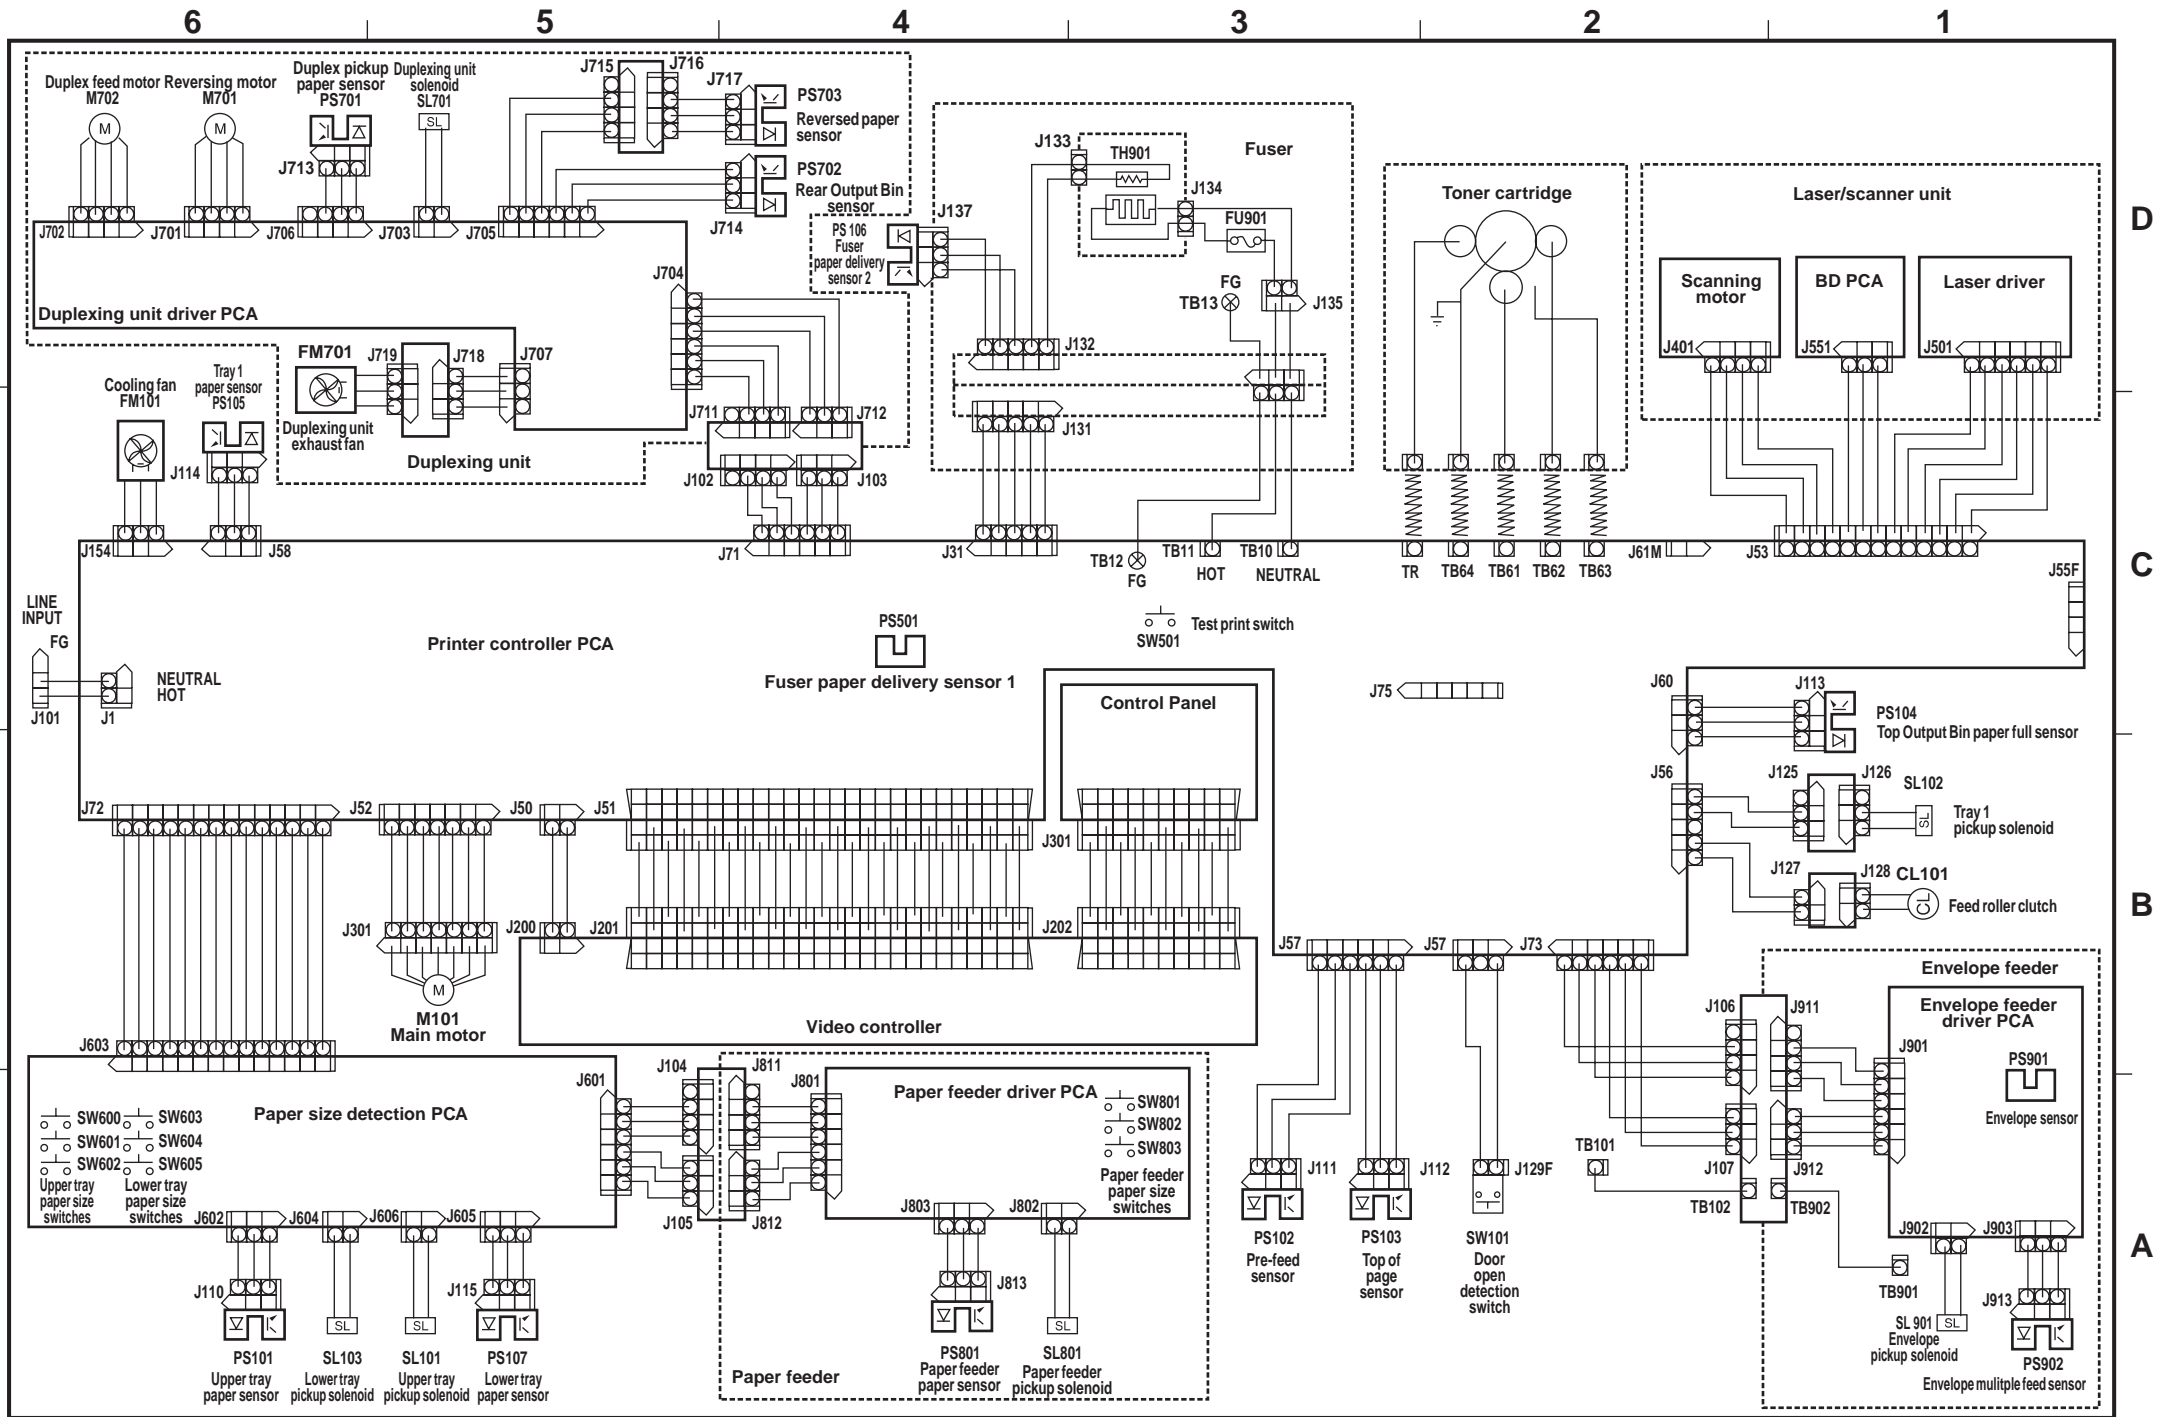 6 5 4 3 2 1
D
C
B
A
Duplex feed motor
M702
M
Reversing motor
M701
M
Duplex pickup
paper sensor
PS701
J713
Duplexing unit
solenoid
SL701
SL
J715
J716
J717
PS703
Reversed paper
sensor
PS702
Rear Output Bin
sensor
J714
J702
J701
J706
J703
J705
J704
Duplexing unit driver PCA
PS 106
Fuser
paper delivery
sensor 2
J137
J133
TH901
J134
FU901
Fuser
FG
TB13
J135
J132
J131
Toner cartridge
Laser/scanner unit
Scanning
motor
BD PCA
Laser driver
J401
J551
J501
FM701
J719
J718
J707
Duplexing unit
exhaust fan
Duplexing unit
Cooling fan
FM101
Tray 1
paper sensor
PS105
J114
J711
J712
J102
J103
J154
J58
J71
J31
TB12
FG
TB11
HOT
TB10
NEUTRAL
TR
TB64
TB61
TB62
TB63
J61M
J53
J55F
LINE
INPUT
FG
NEUTRAL
HOT
J101
J1
Printer controller PCA
PS501
Fuser paper delivery sensor 1
SW501
Test print switch
Control Panel
J75
J60
J113
PS104
Top Output Bin paper full sensor
J56
J125
J126
SL102
SL
Tray 1
pickup solenoid
J127
J128
CL101
CL
Feed roller clutch
J72
J52
J50
J51
J301
J301
J200
J201
J202
M
M101
Main motor
Video controller
J57
J57
J73
J603
Paper size detection PCA
SW600
SW603
SW601
SW604
SW602
SW605
Upper tray
paper size
switches
Lower tray
paper size
switches
J601
J104
J811
J801
J105
J812
Paper feeder driver PCA
SW801
SW802
SW803
Paper feeder
paper size
switches
J803
J802
J813
PS801
Paper feeder
paper sensor
SL
SL801
Paper feeder
pickup solenoid
Paper feeder
J602
J604
J606
J605
J110
J115
PS101
Upper tray
paper sensor
SL
SL103
Lower tray
pickup solenoid
SL
SL101
Upper tray
pickup solenoid
PS107
Lower tray
paper sensor
J111
PS102
Pre-feed
sensor
J112
PS103
Top of
page
sensor
J129F
SW101
Door
open
detection
switch
TB101
J106
J911
J107
J912
TB102
TB902
Envelope feeder
Envelope feeder
driver PCA
J901
PS901
Envelope sensor
J902
J903
TB901
SL 901
SL
Envelope
pickup solenoid
J913
PS902
Envelope mulitple feed sensor